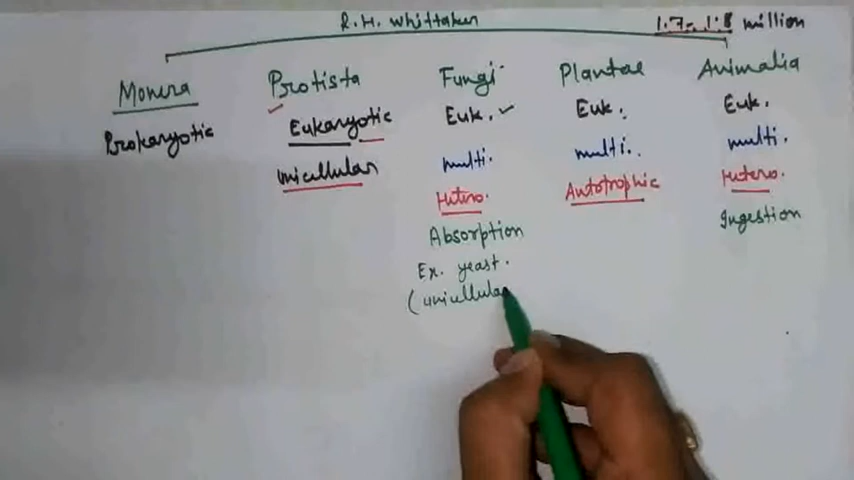 R.H. Whittaker 1.7-1.8 million
Monera Protista Fungi Plantae Animalia
Prokaryotic Eukaryotic Euk. Euk. Euk.
unicellular multi. multi. multi.
Hetero. Autotrophic Hetero.
Absorption Ingestion
Ex. yeast.
(unicellula